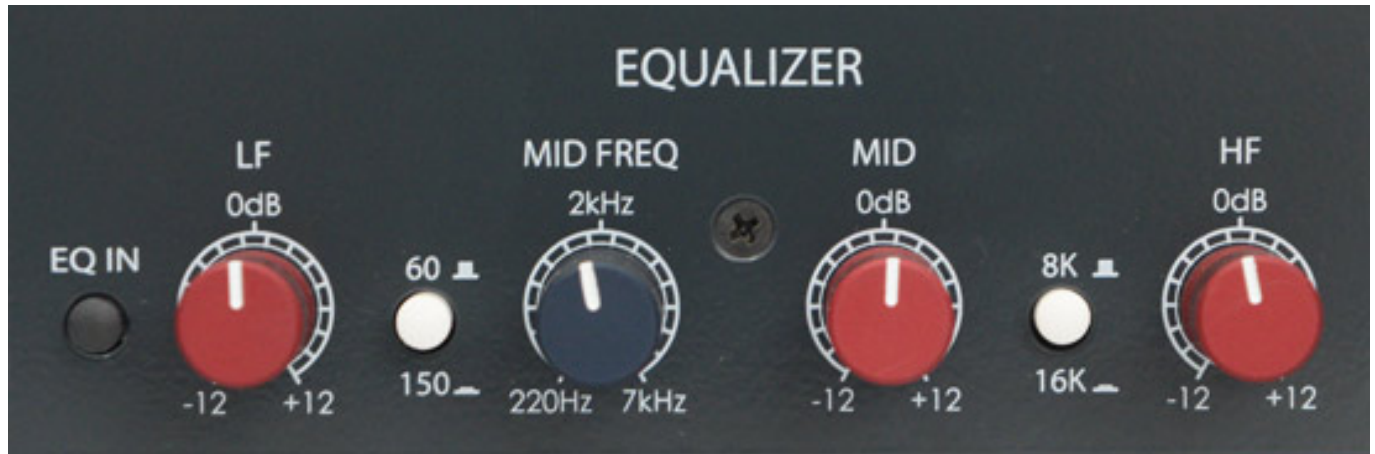 EQUALIZER
LF
MID FREQ
MID
HF
0dB
2kHz
0dB
0dB
EQ IN
60
8K
150
16K
-12
+12
220Hz
7kHz
-12
+12
-12
+12